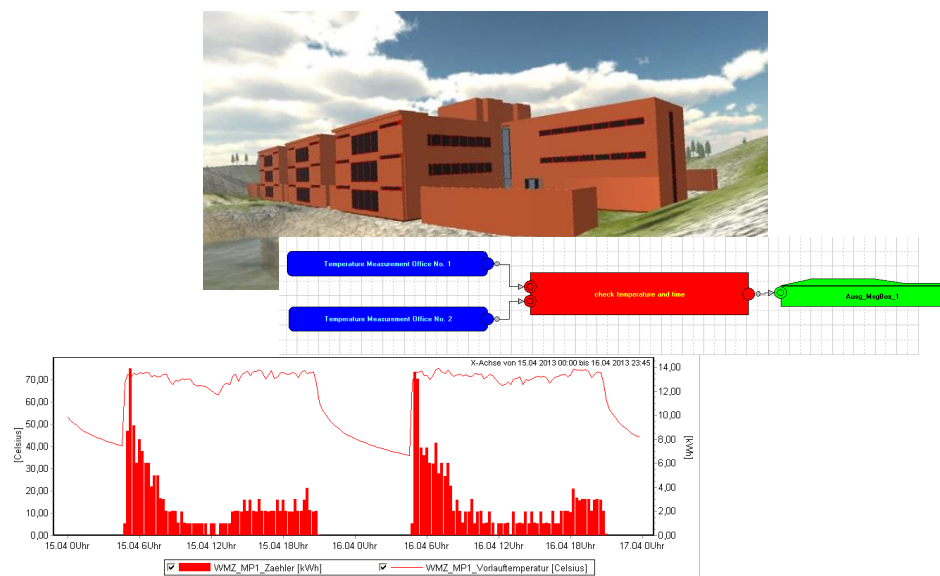 Temperature Measurement Office No. 1
check temperature and time
Ausg_MsgBox_1
Temperature Measurement Office No. 2
X-Achse von 15.04 2013 00:00 bis 16.04 2013 23:45
70,00
60,00
50,00
40,00
30,00
20,00
10,00
0,00
[Celsius]
14,00
12,00
10,00
8,00
6,00
4,00
2,00
0,00
[kWh]
15.04 0Uhr 15.04 6Uhr 15.04 12Uhr 15.04 18Uhr 16.04 0Uhr 16.04 6Uhr 16.04 12Uhr 16.04 18Uhr 17.04 0Uhr
WMZ_MP1_Zaehler [kWh] WMZ_MP1_Vorlauftemperatur [Celsius]